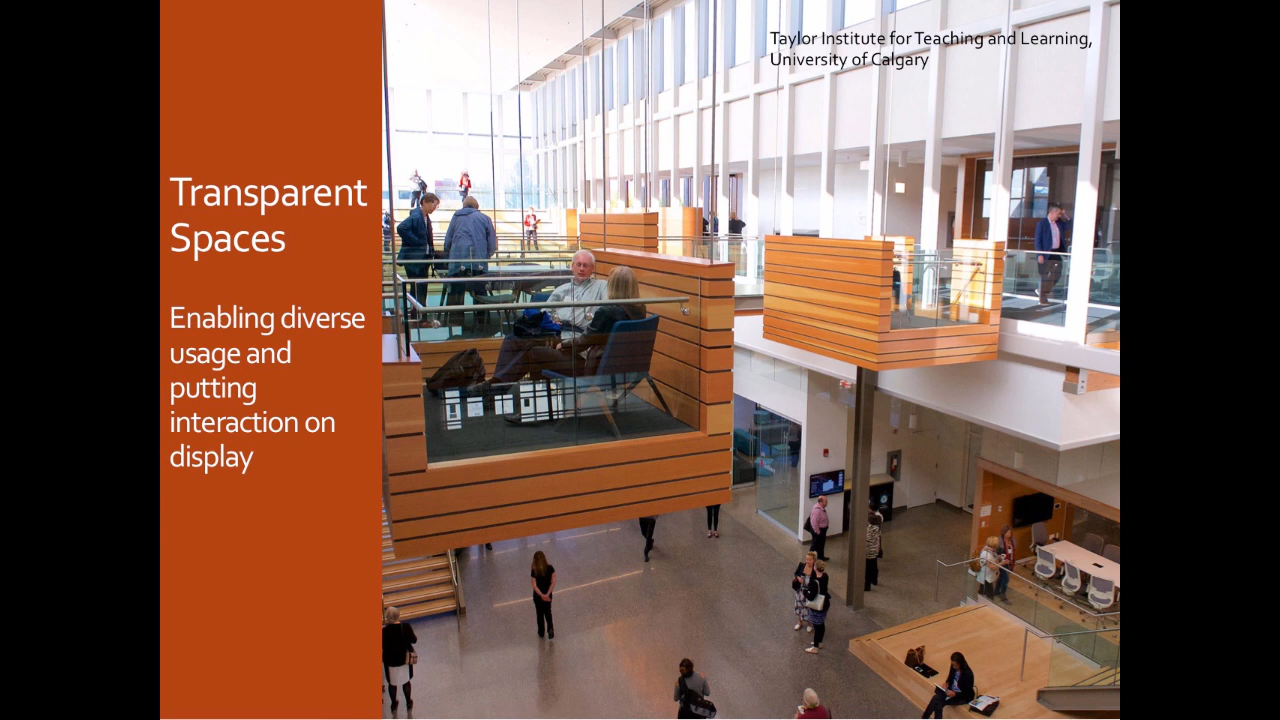 Taylor Institute for Teaching and Learning,
University of Calgary
Transparent
Spaces
Enabling diverse
usage and
putting
interaction on
display